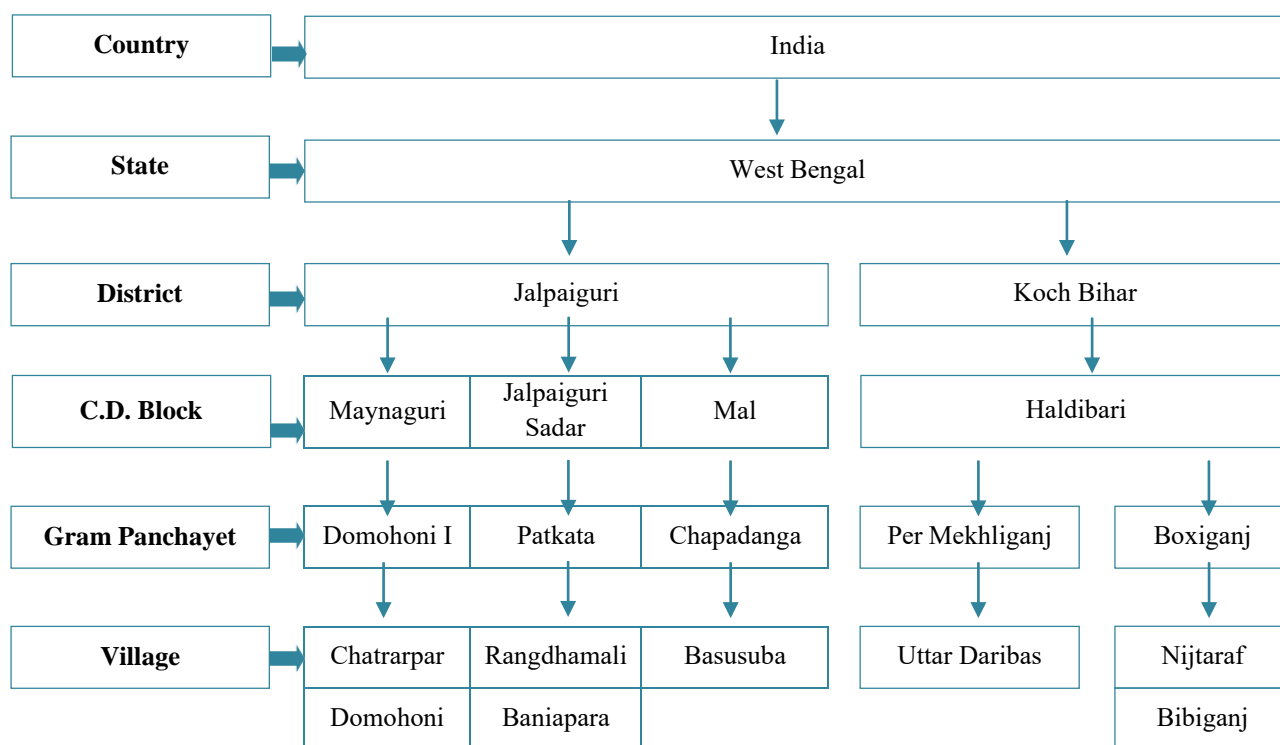 Country
India
State
West Bengal
District
Jalpaiguri
Koch Bihar
C.D. Block
Maynaguri
Jalpaiguri
Sadar
Mal
Haldibari
Gram Panchayet
Domohoni I
Patkata
Chapadanga
Per Mekhliganj
Boxiganj
Village
Chatrarpar
Rangdhamali
Basusuba
Uttar Daribas
Nijtaraf
Domohoni
Baniapara
Bibiganj